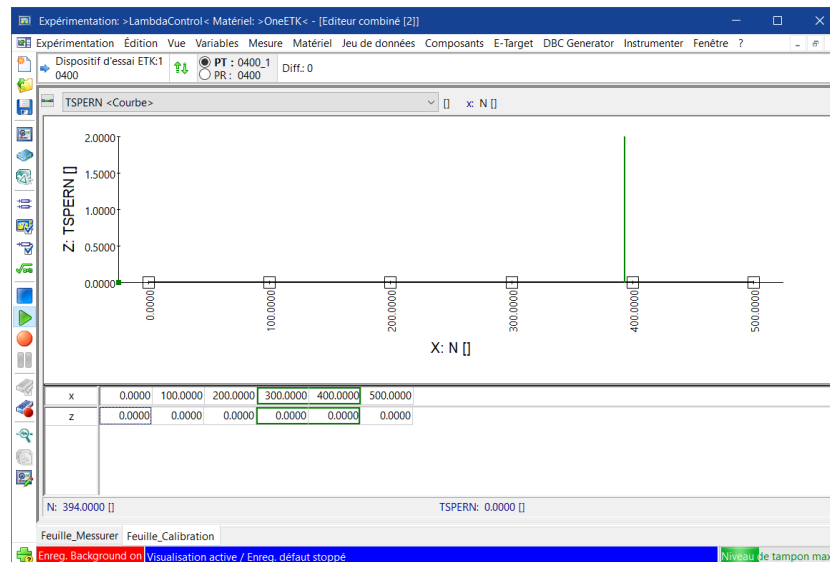 Expérimentation: >LambdaControl< Matériel: >OneETK< - [Editeur combiné [2]]
Expérimentation Édition Vue Variables Mesure Matériel Jeu de données Composants E-Target DBC Generator Instrumenter Fenêtre ?
Dispositif d'essai ETK:1
0400
PT : 0400_1
PR : 0400
Diff.: 0
TSPERN <Courbe> [] x: N []
Z: TSPERN []
2.0000
1.5000
1.0000
0.5000
0.0000
0.0000 100.0000 200.0000 300.0000 400.0000 500.0000
X: N []
x 0.0000 100.0000 200.0000 300.0000 400.0000 500.0000
z 0.0000 0.0000 0.0000 0.0000 0.0000 0.0000
N: 394.0000 [] TSPERN: 0.0000 []
Feuille_Messurer Feuille_Calibration
Enreg. Background on Visualisation active / Enreg. défaut stoppé Niveau de tampon max